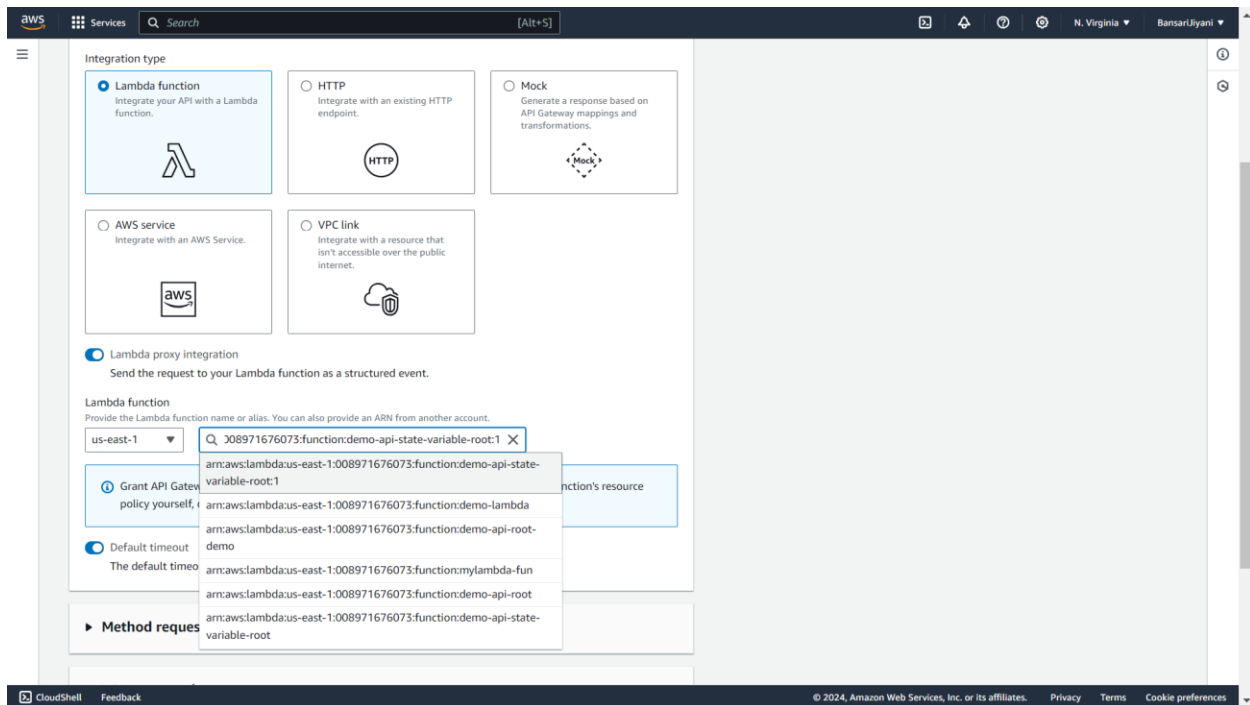 aws
Services
Search
[Alt+S]
N. Virginia ▼
BansariJiyani ▼
Integration type
Lambda function
Integrate your API with a Lambda
function.
HTTP
Integrate with an existing HTTP
endpoint.
HTTP
Mock
Generate a response based on
API Gateway mappings and
transformations.
Mock
AWS service
Integrate with an AWS Service.
aws
VPC link
Integrate with a resource that
isn't accessible over the public
internet.
Lambda proxy integration
Send the request to your Lambda function as a structured event.
Lambda function
Provide the Lambda function name or alias. You can also provide an ARN from another account.
us-east-1
008971676073:function:demo-api-state-variable-root:1
arn:aws:lambda:us-east-1:008971676073:function:demo-api-state-
variable-root:1
arn:aws:lambda:us-east-1:008971676073:function:demo-lambda
arn:aws:lambda:us-east-1:008971676073:function:demo-api-root-
demo
arn:aws:lambda:us-east-1:008971676073:function:mylambda-fun
arn:aws:lambda:us-east-1:008971676073:function:demo-api-root
arn:aws:lambda:us-east-1:008971676073:function:demo-api-state-
variable-root
Grant API Gatew
nction's resource
policy yourself,
Default timeout
The default timeo
Method reques
CloudShell
Feedback
© 2024, Amazon Web Services, Inc. or its affiliates.
Privacy
Terms
Cookie preferences